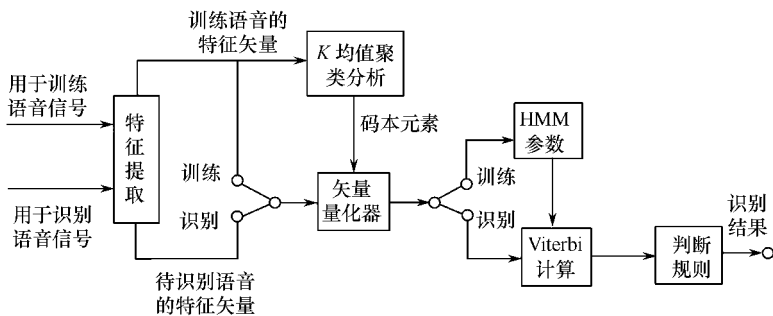 训练语音的
特征矢量
K 均值聚
类分析
用于训练
语音信号
特
征
提
取
码本元素
HMM
参数
训练
识别
矢量
量化器
训练
识别
用于识别
语音信号
Viterbi
计算
判断
规则
识别
结果
待识别语音
的特征矢量